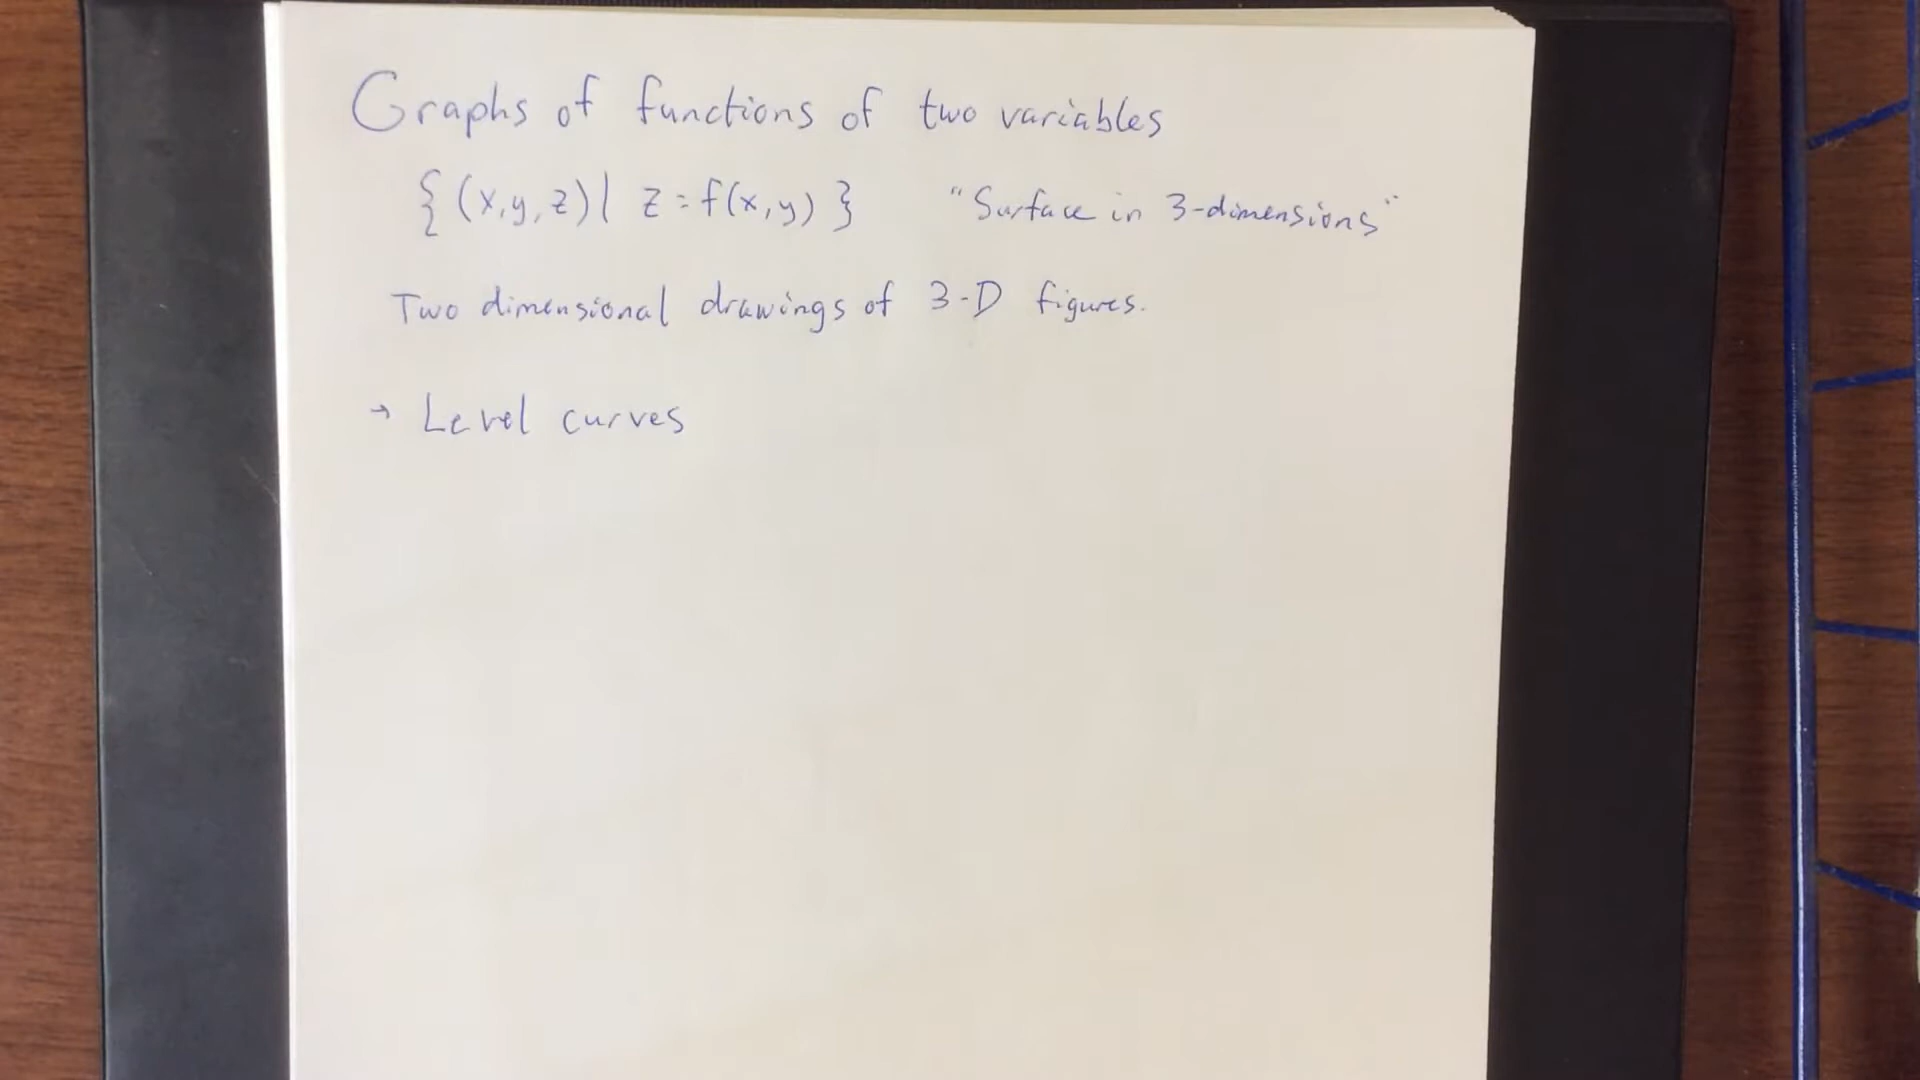 Graphs of functions of two variables
{(x,y,z)| z=f(x,y)} "Surface in 3-dimensions"
Two dimensional drawings of 3-D figures.
→ Level curves